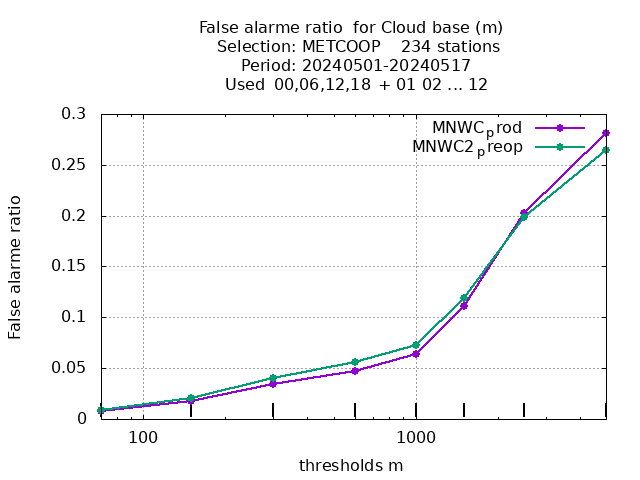 False alarme ratio  for Cloud base (m)
Selection: METCOOP    234 stations
Period: 20240501-20240517
Used  00,06,12,18 + 01 02 ... 12
0.3
MNWC_prod
MNWC2_preop
0.25
0.2
0.15
0.1
0.05
0
False alarme ratio
100 1000
thresholds m